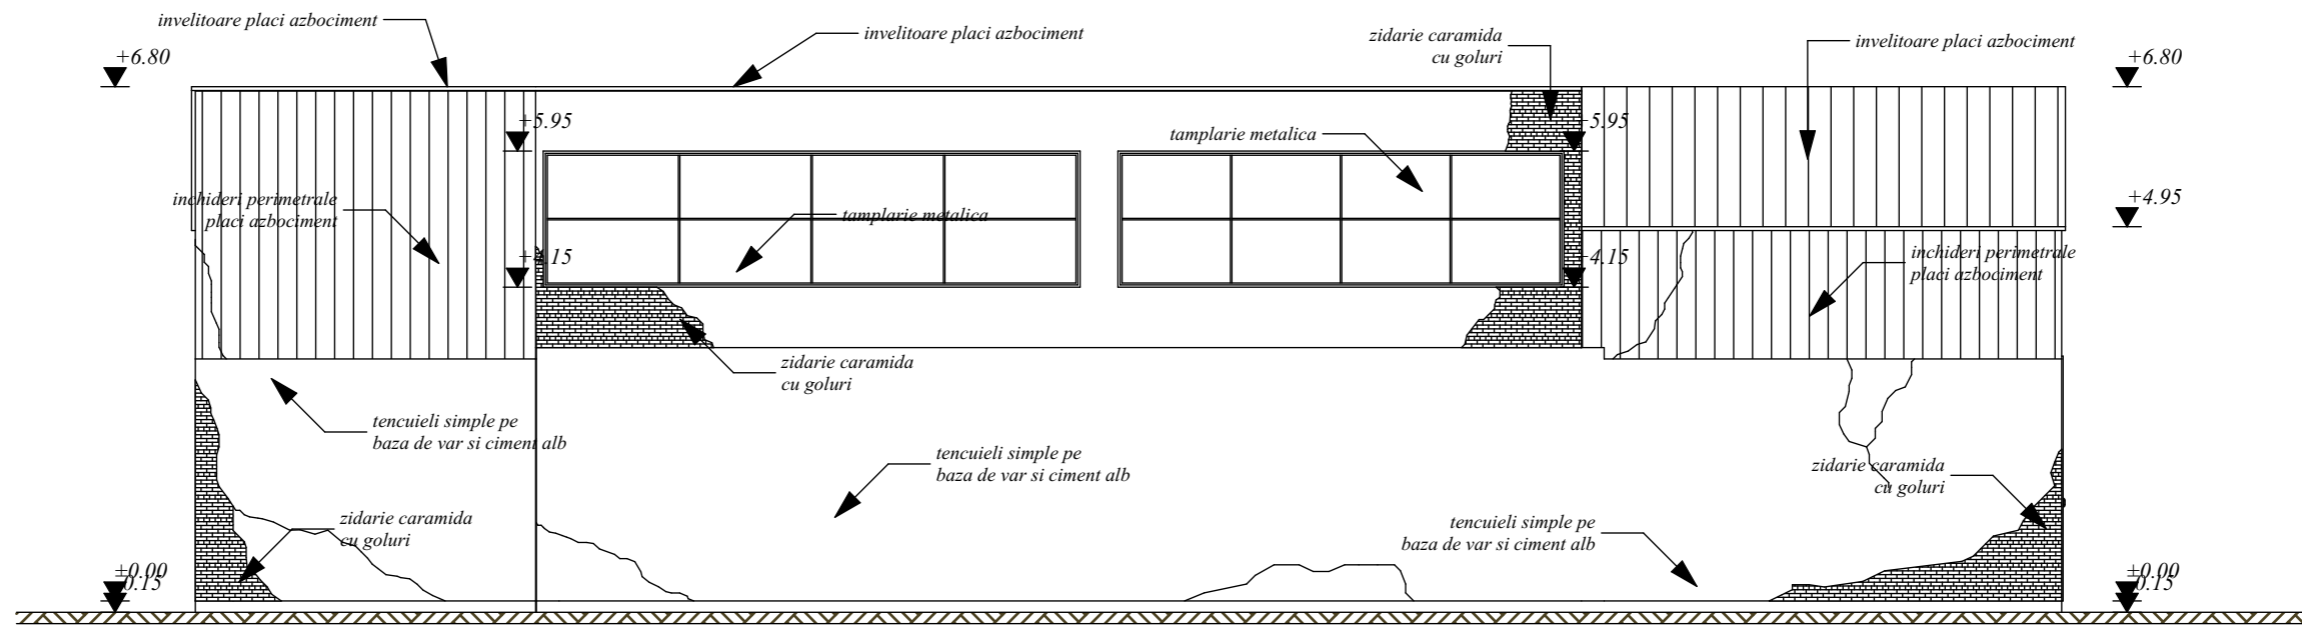 invelitoare placi azbociment
invelitoare placi azbociment
zidarie caramida
cu goluri
invelitoare placi azbociment
+6.80
+6.80
+5.95
tamplarie metalica
+5.95
inchideri perimetrale
placi azbociment
tamplarie metalica
+4.95
+4.15
+4.15
inchideri perimetrale
placi azbociment
zidarie caramida
cu goluri
tencuieli simple pe
baza de var si ciment alb
tencuieli simple pe
baza de var si ciment alb
zidarie caramida
cu goluri
zidarie caramida
cu goluri
tencuieli simple pe
baza de var si ciment alb
±0.00
0.15
±0.00
0.15